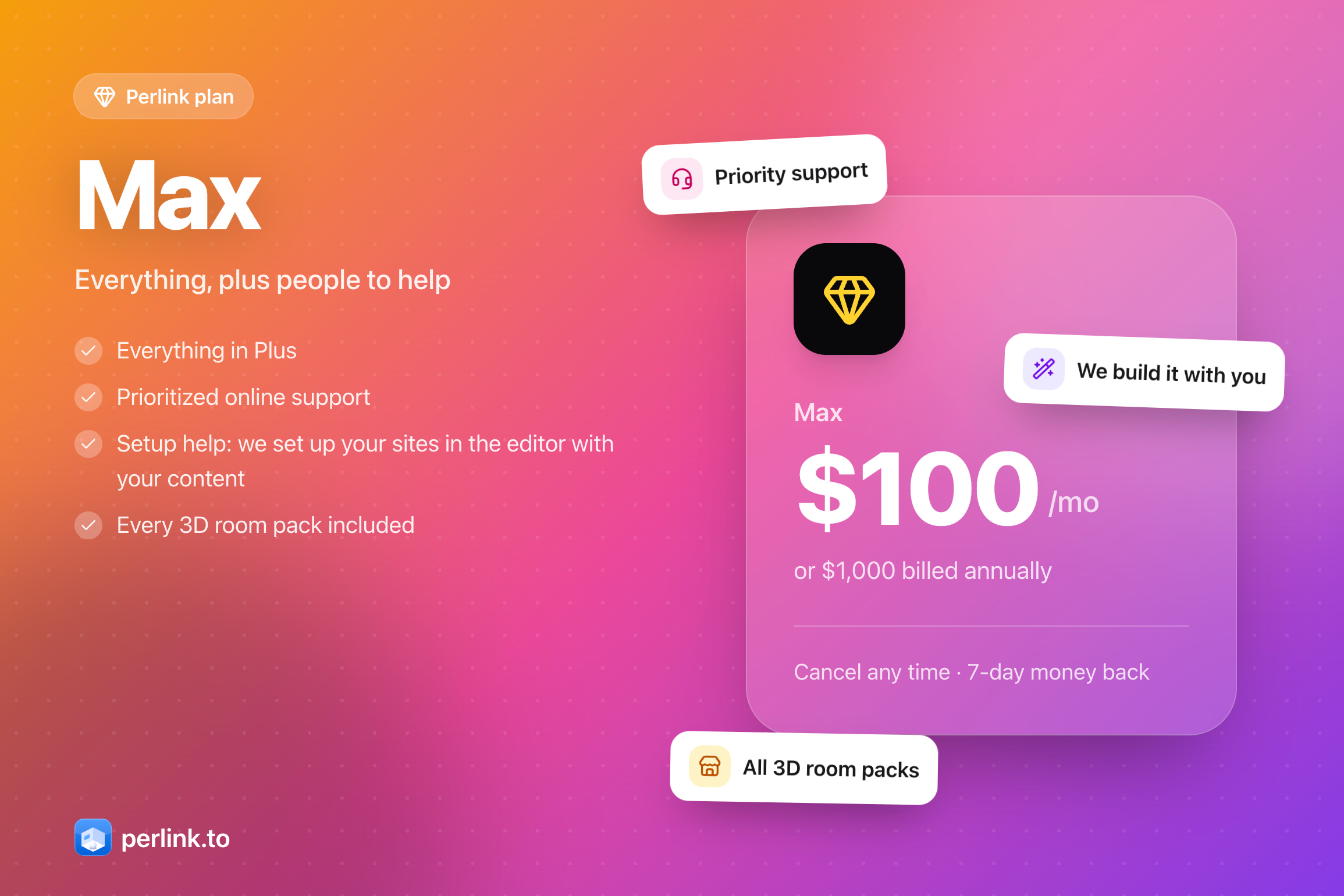 Perlink plan
Max
Everything, plus people to help
Everything in Plus
Prioritized online support
Setup help: we set up your sites in the editor with
your content
Every 3D room pack included
perlink.to
Priority support
We build it with you
Max
$100 /mo
or $1,000 billed annually
Cancel any time · 7-day money back
All 3D room packs